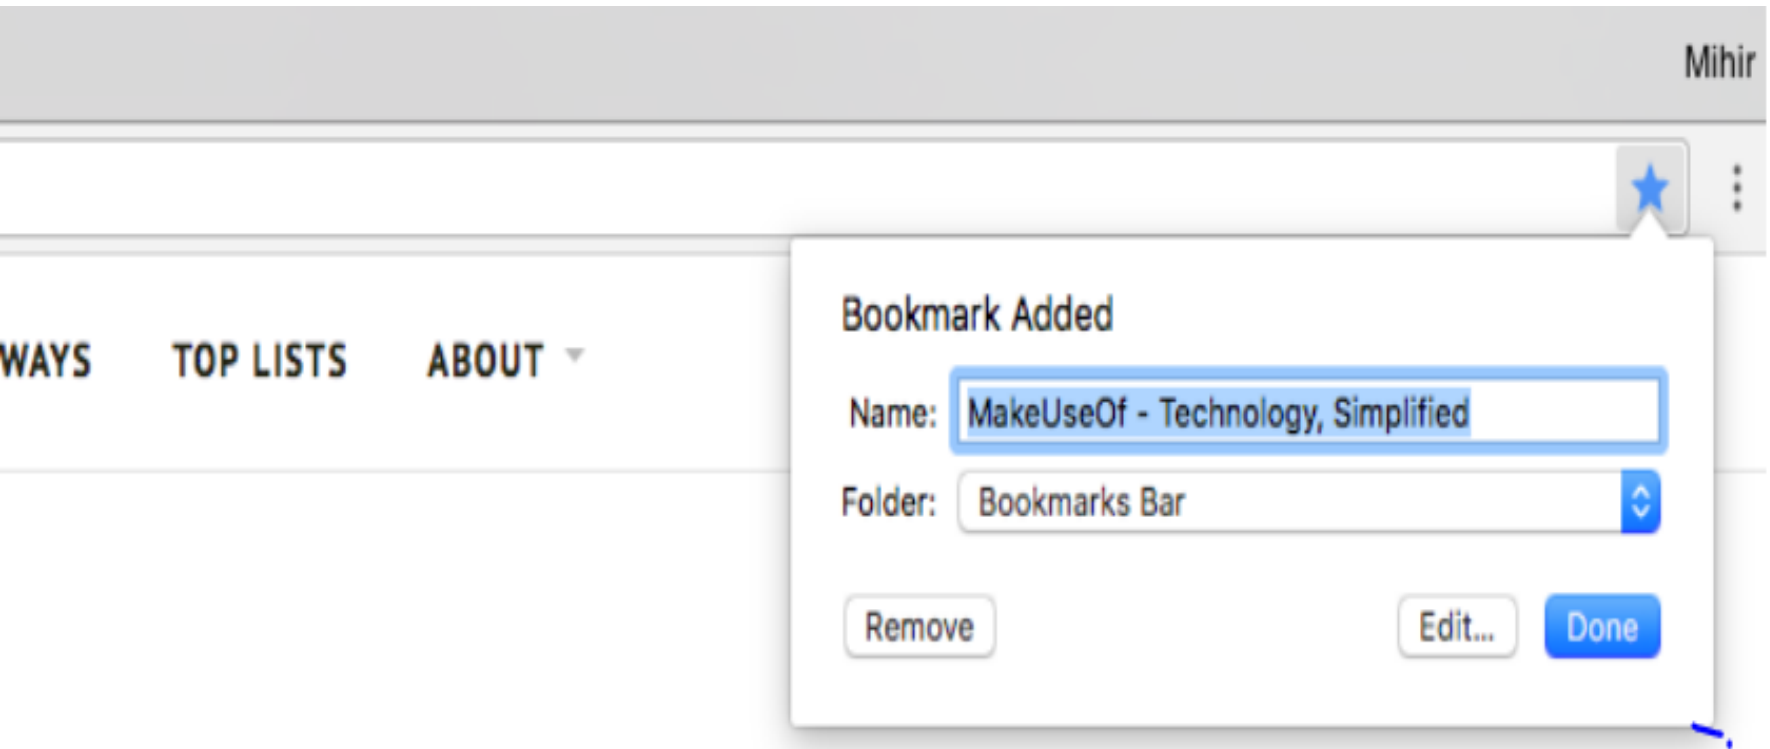 Mihir
WAYS TOP LISTS ABOUT
Bookmark Added
Name: MakeUseOf - Technology, Simplified
Folder: Bookmarks Bar
Remove Edit... Done